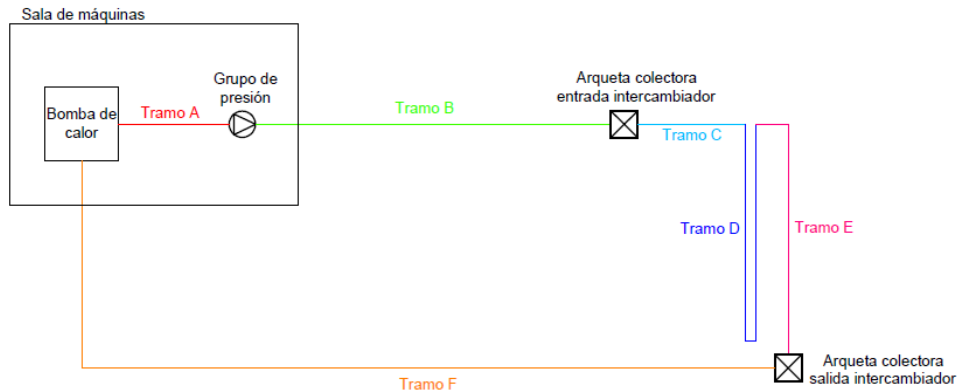 Sala de máquinas
Bomba de
calor
Tramo A
Grupo de
presión
Tramo B
Arqueta colectora
entrada intercambiador
Tramo C
Tramo D
Tramo E
Tramo F
Arqueta colectora
salida intercambiador